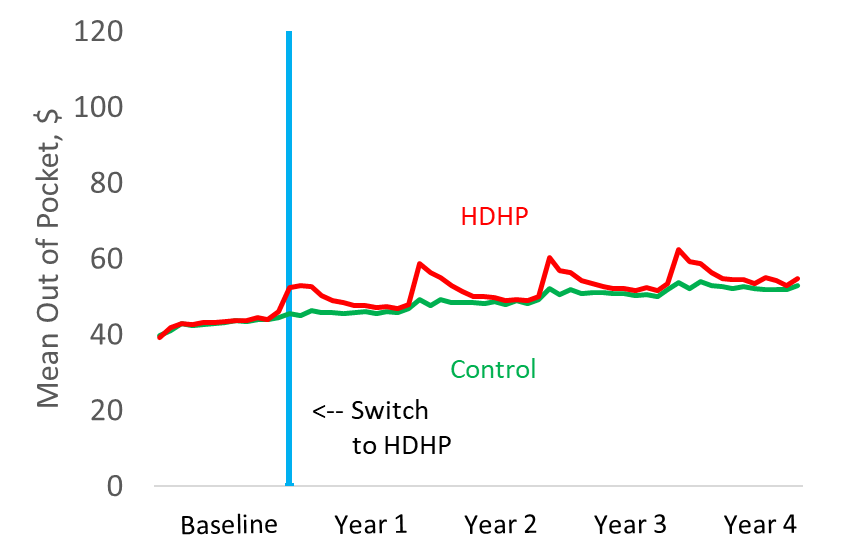 Mean Out of Pocket, $
120
100
80
60
40
20
0
HDHP
Control
<-- Switch
to HDHP
Baseline
Year 1
Year 2
Year 3
Year 4